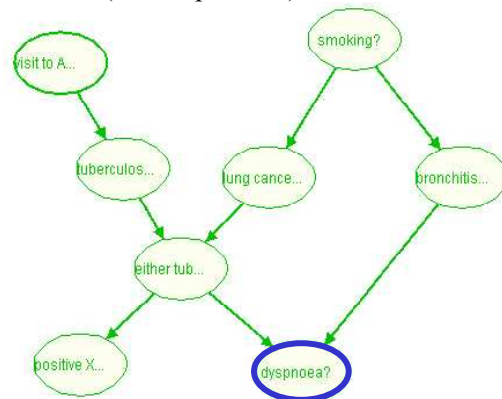 smoking?
visit to A...
tuberculos...
lung cance...
bronchitis...
either tub...
positive X...
dyspnoea?